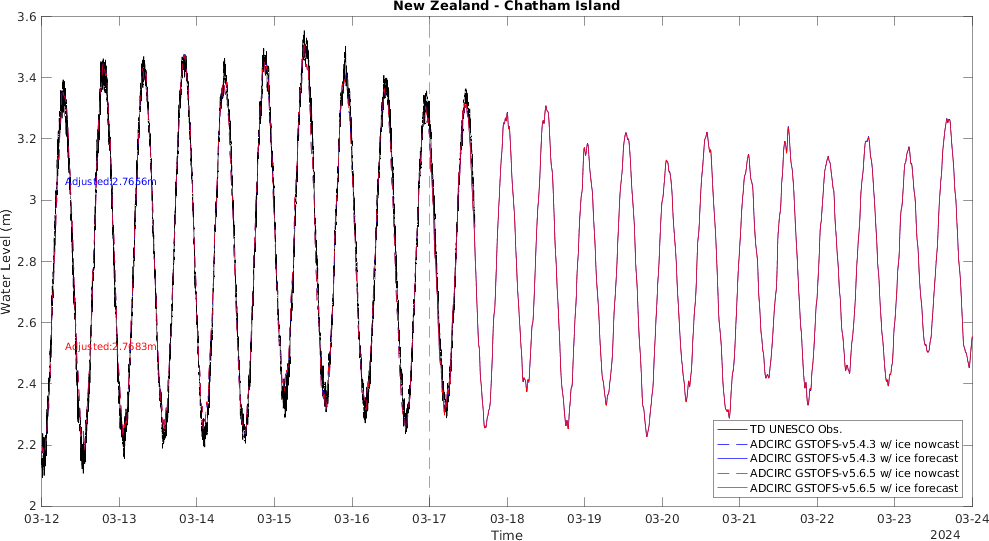 New Zealand - Chatham Island
3.6
3.4
3.2
3
2.8
2.6
2.4
2.2
2
Water Level (m)
Adjusted:2.7656m
Adjusted:2.7683m
TD UNESCO Obs.
ADCIRC GSTOFS-v5.4.3 w/ ice nowcast
ADCIRC GSTOFS-v5.4.3 w/ ice forecast
ADCIRC GSTOFS-v5.6.5 w/ ice nowcast
ADCIRC GSTOFS-v5.6.5 w/ ice forecast
03-12 03-13 03-14 03-15 03-16 03-17 03-18 03-19 03-20 03-21 03-22 03-23 03-24
Time
2024